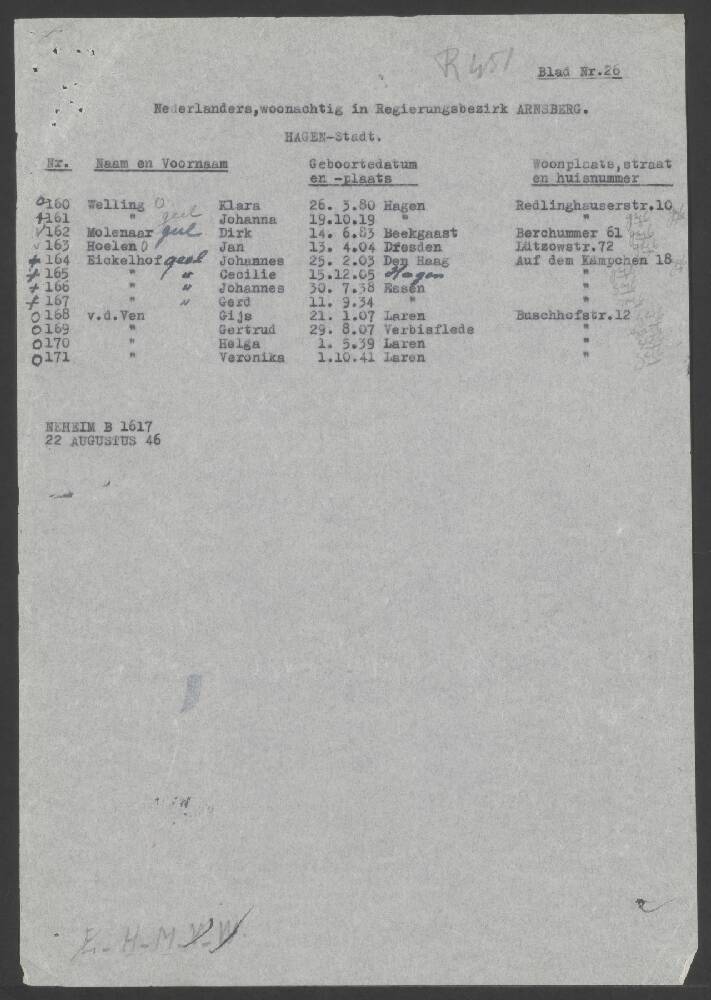 R 451
Blad Nr.26
Nederlanders,woonachtig in Regierungsbezirk ARNSBERG.
HAGEN-Stadt.
Nr. Naam en Voornaam Geboortedatum en -plaats Woonplaats,straat en huisnummer
160 Welling O Klara 26. 3.80 Hagen Redlinghauserstr.10
161 " geel Johanna 19.10.19 " "
162 Molenaar geel Dirk 14. 6.83 Beekgaast Berchummer 61
163 Hoelen O Jan 13. 4.04 Dresden Lützowstr.72
164 Eickelhof geel Johannes 25. 2.03 Den Haag Auf dem Kämpchen 18
165 " " Cecilie 15.12.05 Hagen "
166 " " Johannes 30. 7.38 Essen "
167 " " Gerd 11. 9.34 " "
168 v.d.Ven Gijs 21. 1.07 Laren Buschhofstr.12
169 " Gertrud 29. 8.07 Verbisflede "
170 " Helga 1. 5.39 Laren "
171 " Veronika 1.10.41 Laren "
NEHEIM B 1617
22 AUGUSTUS 46
E-H-M-V-W